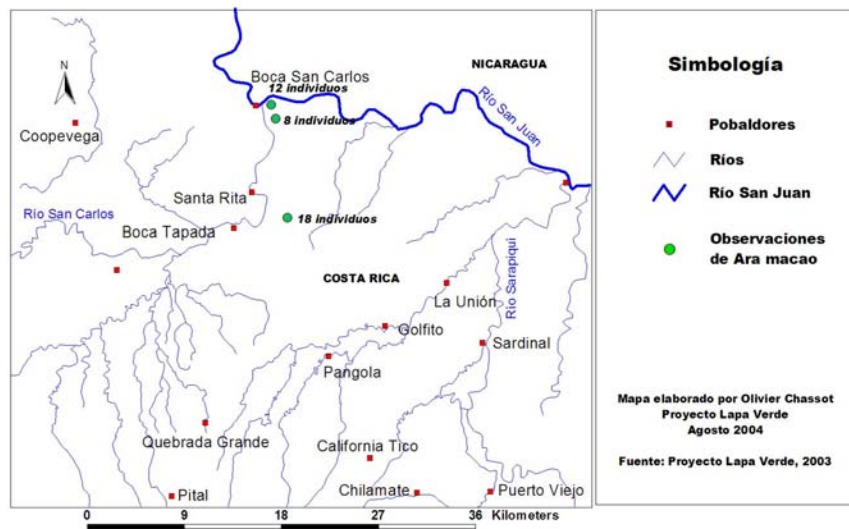 NICARAGUA
Boca San Carlos
12 individuos
8 individuos
N
Río San Juan
Coopevega
Santa Rita
18 individuos
Río San Carlos
Boca Tapada
COSTA RICA
Río Sarapiqui
La Unión
Golfito
Sardinal
Pangola
Quebrada Grande
California Tico
Pital
Chilamate
Puerto Viejo
0 9 18 27 36 Kilometers
Simbología
Pobaldores
Ríos
Río San Juan
Observaciones
de Ara macao
Mapa elaborado por Olivier Chassot
Proyecto Lapa Verde
Agosto 2004
Fuente: Proyecto Lapa Verde, 2003